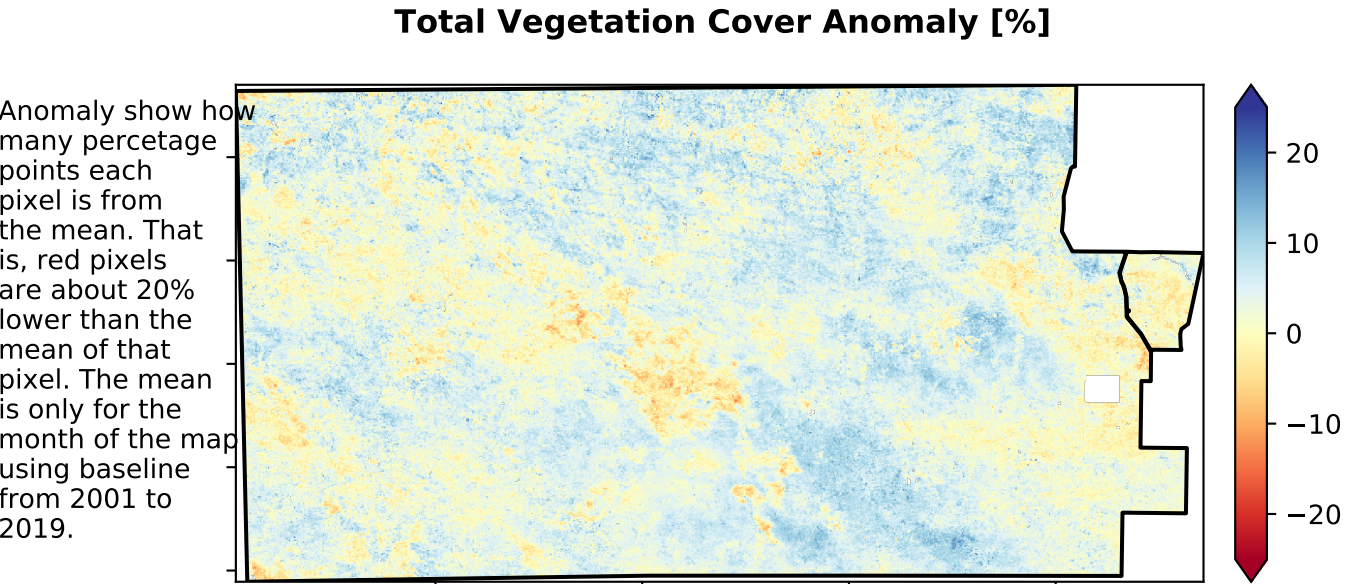 Total Vegetation Cover Anomaly [%]
Anomaly show how
many percetage
points each
pixel is from
the mean. That
is, red pixels
are about 20%
lower than the
mean of that
pixel. The mean
is only for the
month of the map
using baseline
from 2001 to
2019.
20
10
0
−10
−20